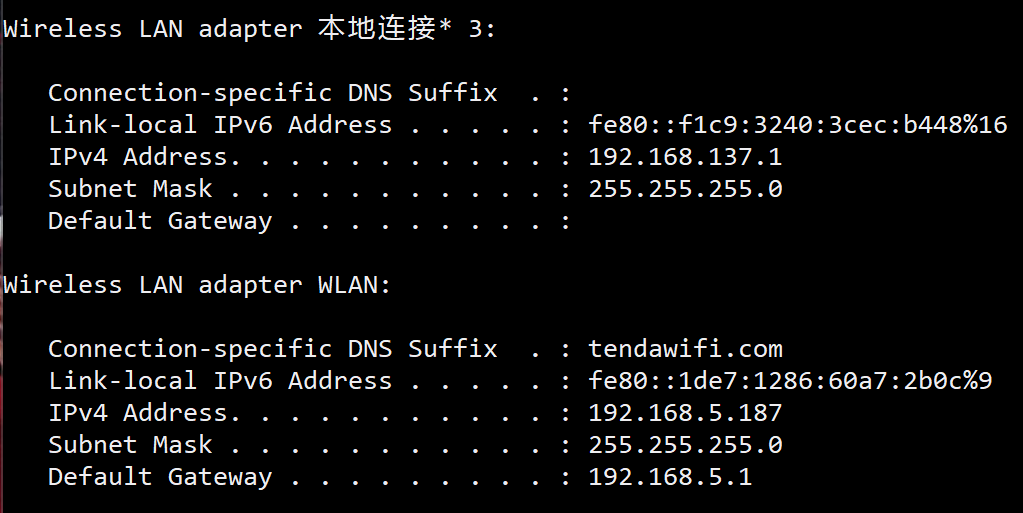 Wireless LAN adapter 本地连接* 3:
Connection-specific DNS Suffix  . :
Link-local IPv6 Address . . . . . : fe80::f1c9:3240:3cec:b448%16
IPv4 Address. . . . . . . . . . . : 192.168.137.1
Subnet Mask . . . . . . . . . . . : 255.255.255.0
Default Gateway . . . . . . . . . :
Wireless LAN adapter WLAN:
Connection-specific DNS Suffix  . : tendawifi.com
Link-local IPv6 Address . . . . . : fe80::1de7:1286:60a7:2b0c%9
IPv4 Address. . . . . . . . . . . : 192.168.5.187
Subnet Mask . . . . . . . . . . . : 255.255.255.0
Default Gateway . . . . . . . . . : 192.168.5.1